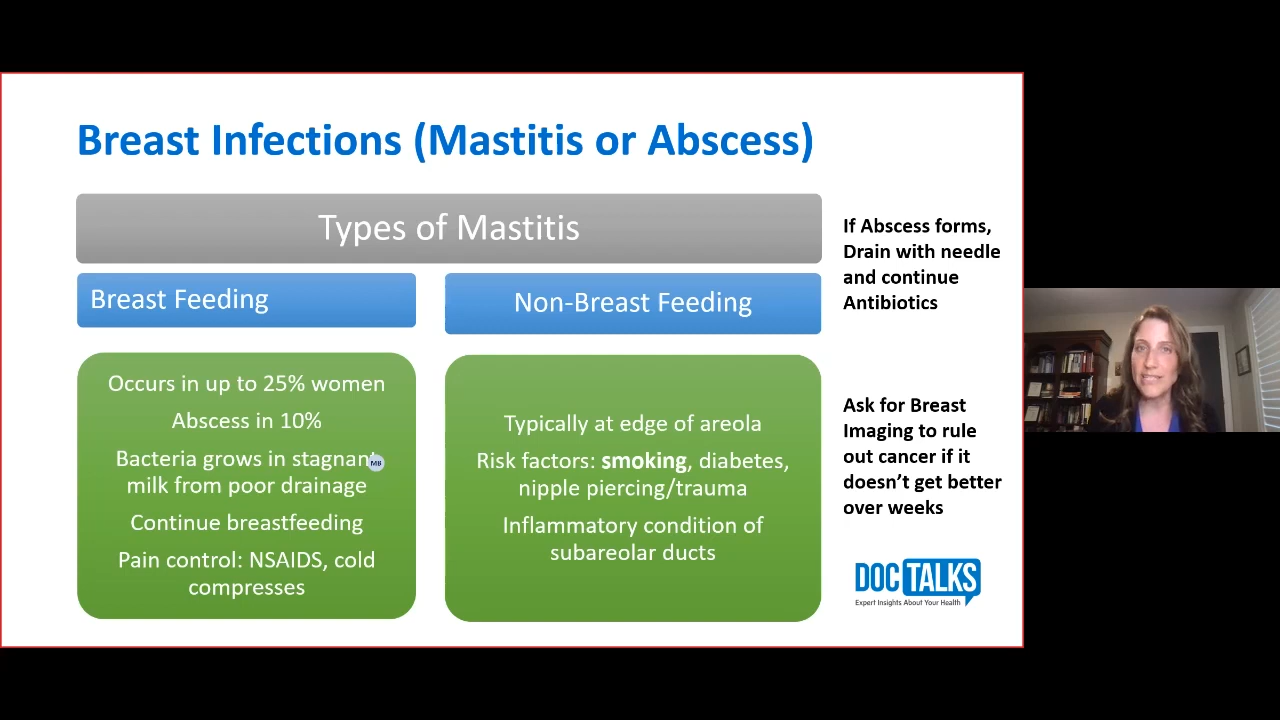 Breast Infections (Mastitis or Abscess)
Types of Mastitis
Breast Feeding
Occurs in up to 25% women
Abscess in 10%
Bacteria grows in stagnant
milk from poor drainage
Continue breastfeeding
Pain control: NSAIDS, cold
compresses
MB
Non-Breast Feeding
Typically at edge of areola
Risk factors: smoking, diabetes,
nipple piercing/trauma
Inflammatory condition of
subareolar ducts
If Abscess forms,
Drain with needle
and continue
Antibiotics
Ask for Breast
Imaging to rule
out cancer if it
doesn't get better
over weeks
DOC TALKS
Expert Insights About Your Health